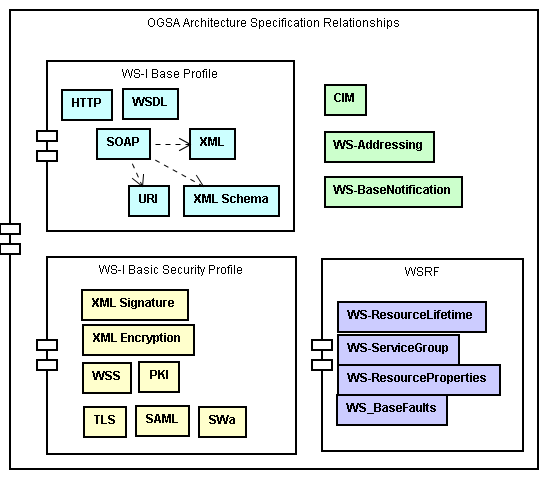 OGSA Architecture Specification Relationships
WS-I Base Profile
HTTP
WSDL
SOAP
XML
URI
XML Schema
CIM
WS-Addressing
WS-BaseNotification
WS-I Basic Security Profile
XML Signature
XML Encryption
WSS
PKI
TLS
SAML
SWa
WSRF
WS-ResourceLifetime
WS-ServiceGroup
WS-ResourceProperties
WS_BaseFaults